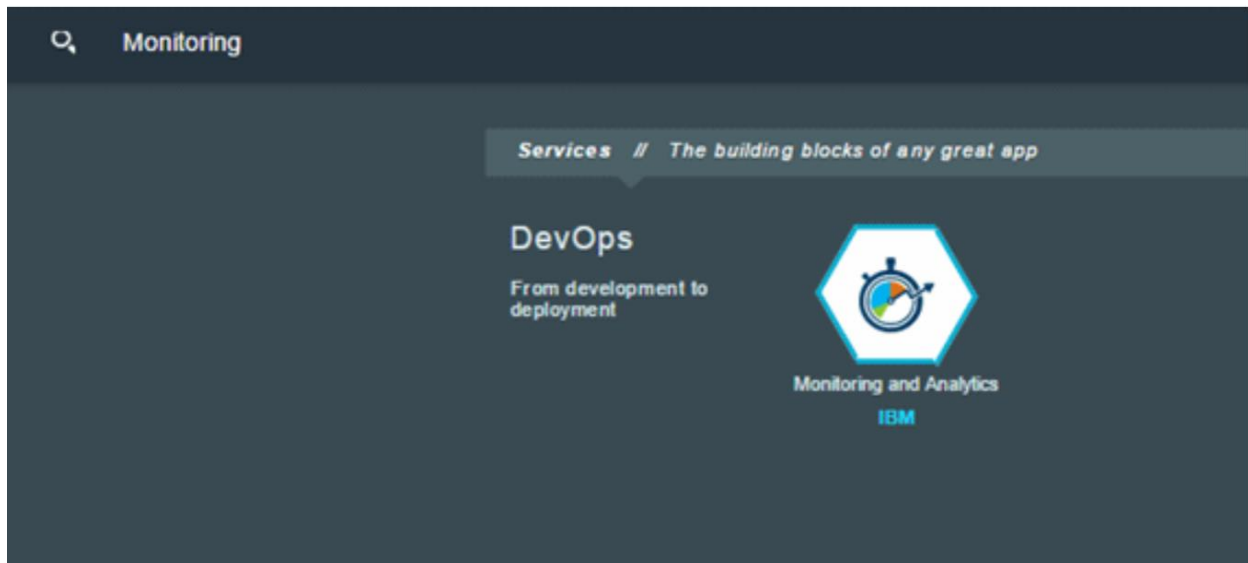 Monitoring
Services // The building blocks of any great app
DevOps
From development to
deployment
Monitoring and Analytics
IBM